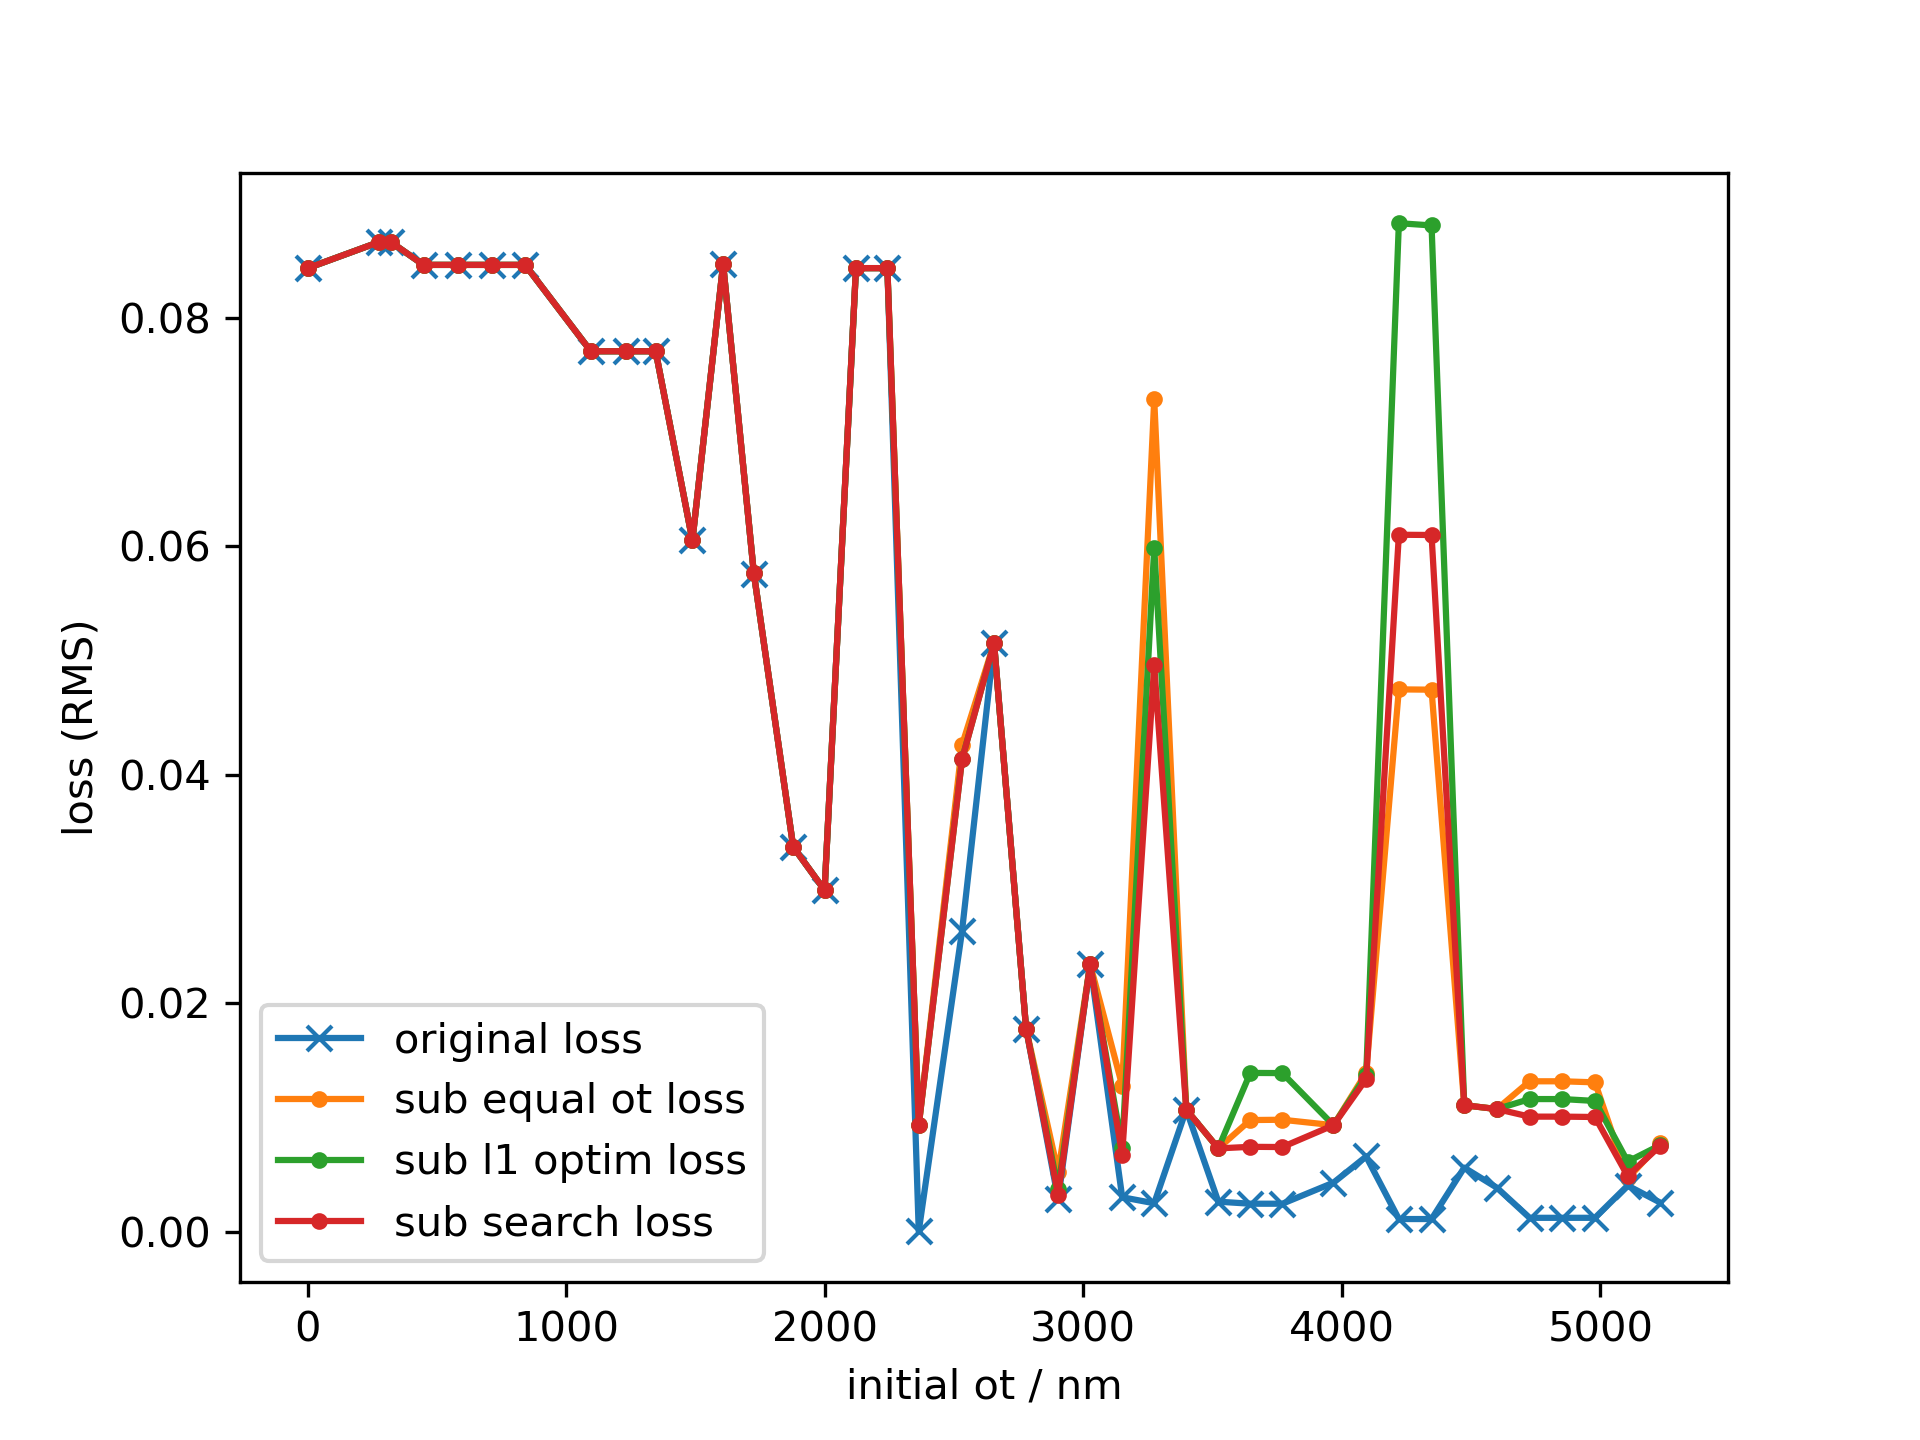 loss (RMS)
0.08
0.06
0.04
0.02
0.00
original loss
sub equal ot loss
sub l1 optim loss
sub search loss
0 1000 2000 3000 4000 5000
initial ot / nm